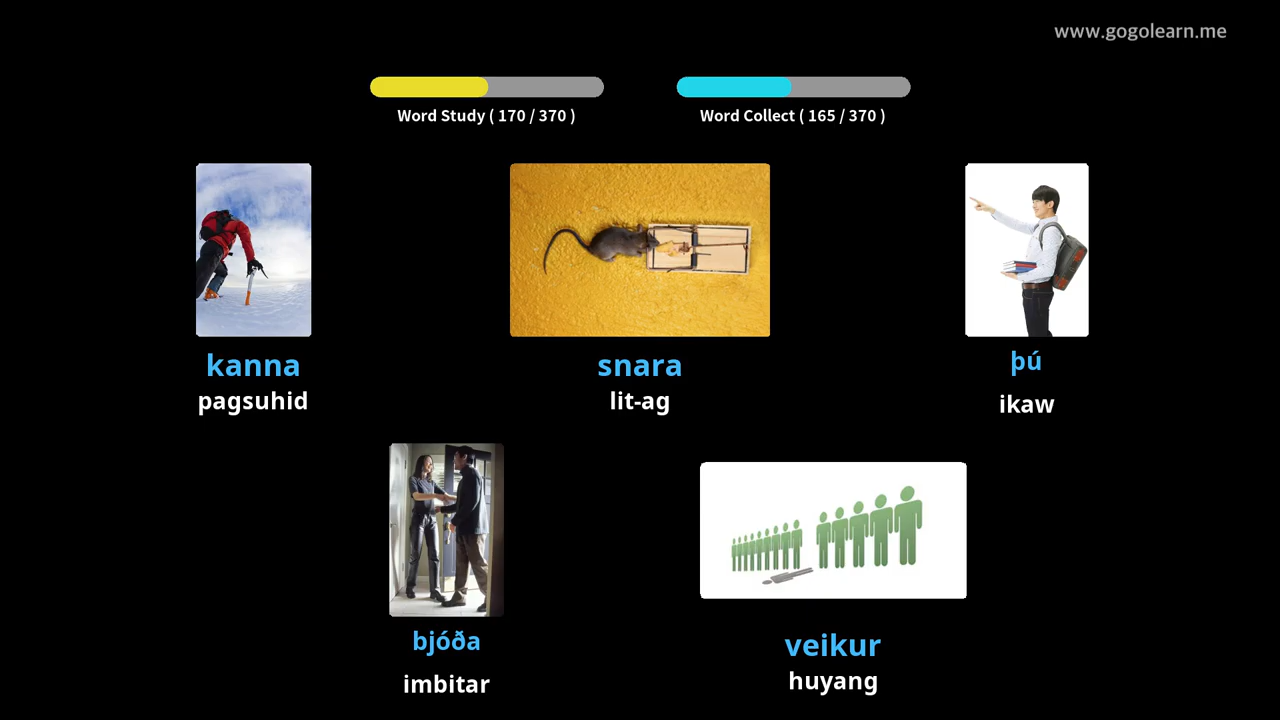 www.gogolearn.me
Word Study ( 170 / 370 )
Word Collect ( 165 / 370 )
kanna
pagsuhid
snara
lit-ag
þú
ikaw
bjóða
imbitar
veikur
huyang